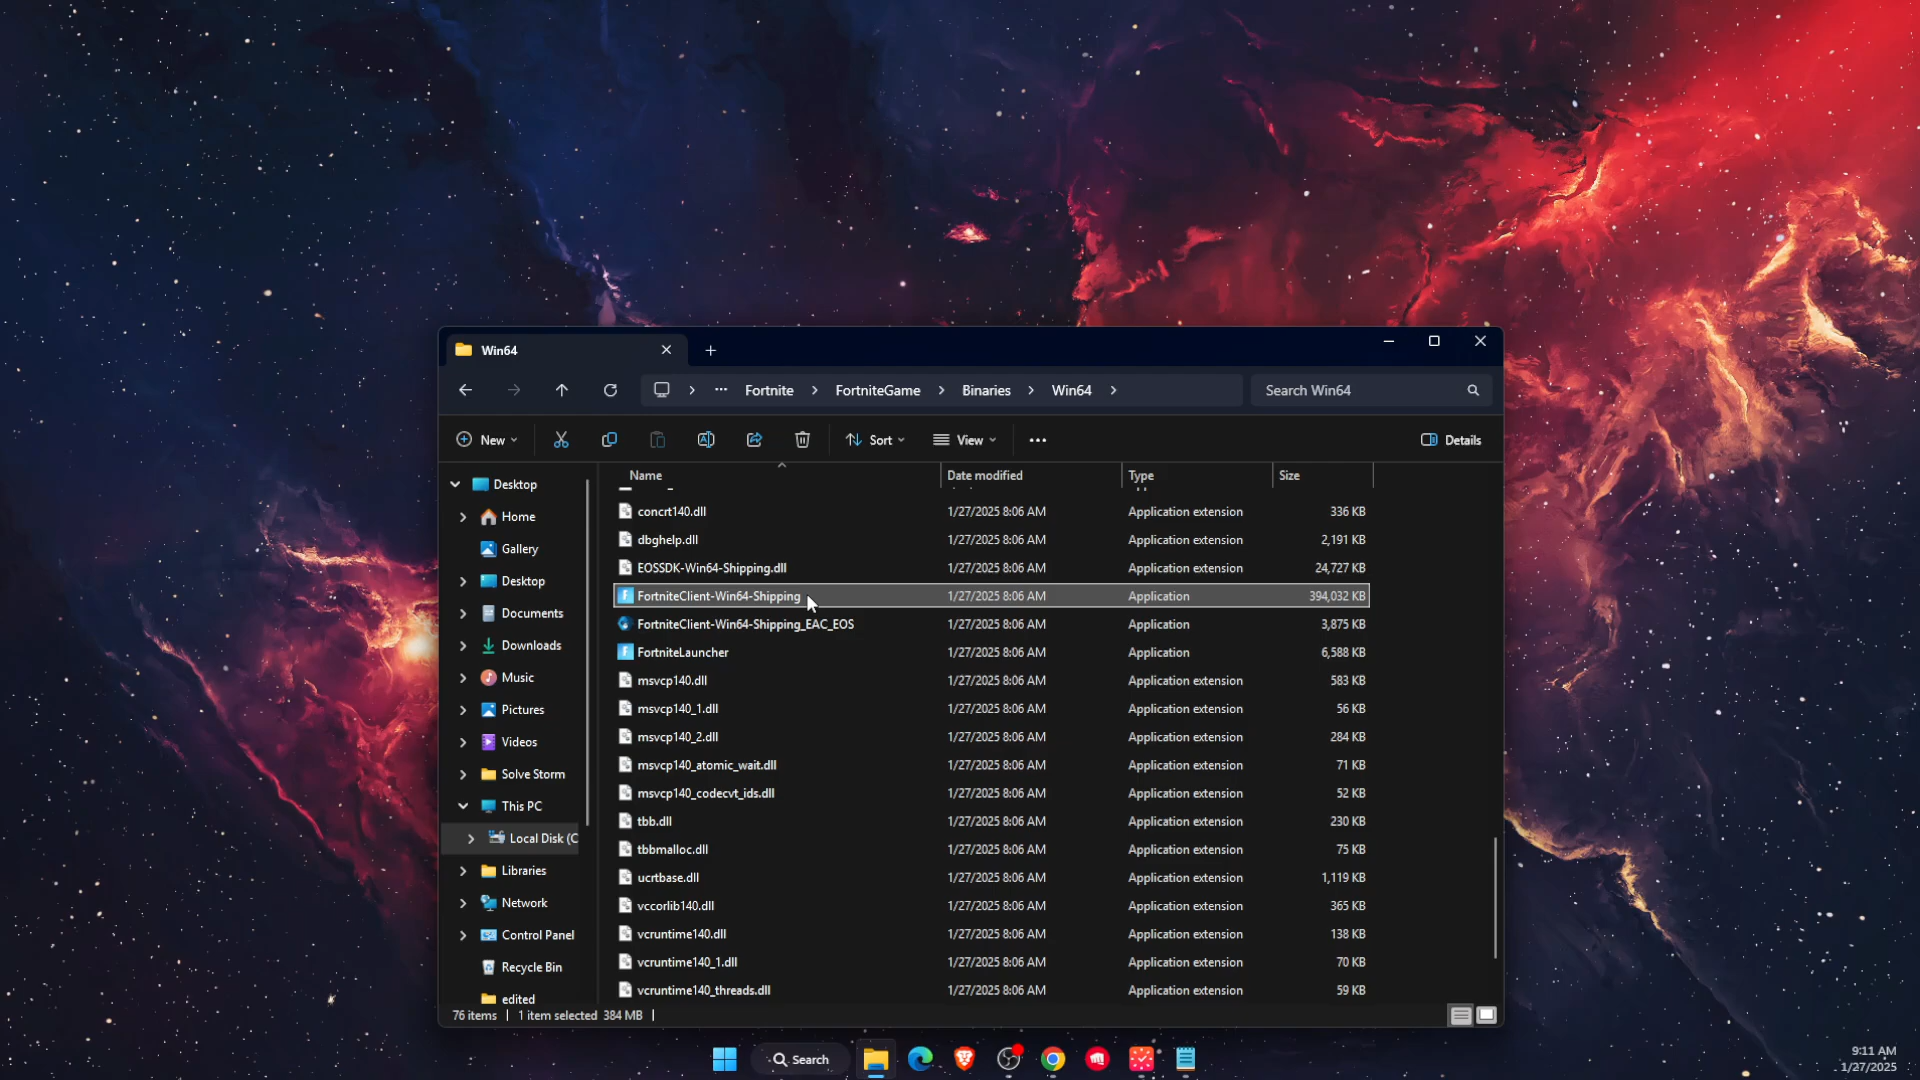 Win64
Fortnite
FortniteGame
Binaries
Win64
Search Win64
New
Sort
View
Details
Name
Date modified
Type
Size
Desktop
Home
Gallery
Desktop
Documents
Downloads
Music
Pictures
Videos
Solve Storm
This PC
Local Disk (C
Libraries
Network
Control Panel
Recycle Bin
edited
concrt140.dll 1/27/2025 8:06 AM Application extension 336 KB
dbghelp.dll 1/27/2025 8:06 AM Application extension 2,191 KB
EOSSDK-Win64-Shipping.dll 1/27/2025 8:06 AM Application extension 24,727 KB
FortniteClient-Win64-Shipping 1/27/2025 8:06 AM Application 394,032 KB
FortniteClient-Win64-Shipping_EAC_EOS 1/27/2025 8:06 AM Application 3,875 KB
FortniteLauncher 1/27/2025 8:06 AM Application 6,588 KB
msvcp140.dll 1/27/2025 8:06 AM Application extension 583 KB
msvcp140_1.dll 1/27/2025 8:06 AM Application extension 56 KB
msvcp140_2.dll 1/27/2025 8:06 AM Application extension 284 KB
msvcp140_atomic_wait.dll 1/27/2025 8:06 AM Application extension 71 KB
msvcp140_codecvt_ids.dll 1/27/2025 8:06 AM Application extension 52 KB
tbb.dll 1/27/2025 8:06 AM Application extension 230 KB
tbbmalloc.dll 1/27/2025 8:06 AM Application extension 75 KB
ucrtbase.dll 1/27/2025 8:06 AM Application extension 1,119 KB
vccorlib140.dll 1/27/2025 8:06 AM Application extension 365 KB
vcruntime140.dll 1/27/2025 8:06 AM Application extension 138 KB
vcruntime140_1.dll 1/27/2025 8:06 AM Application extension 70 KB
vcruntime140_threads.dll 1/27/2025 8:06 AM Application extension 59 KB
76 items
1 item selected 384 MB
Search
9:11 AM
1/27/2025